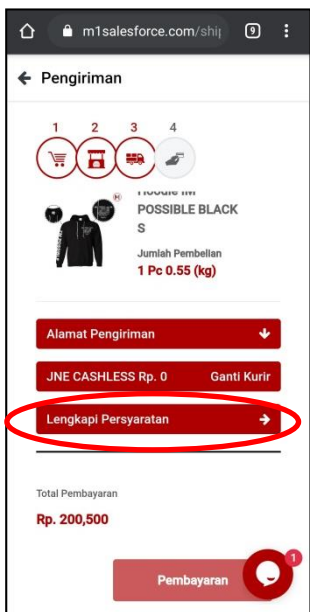 m1salesforce.com/ship
9
Pengiriman
1 2 3 4
POSSIBLE BLACK
S
Jumlah Pembelian
1 Pc 0.55 (kg)
Alamat Pengiriman
JNE CASHLESS Rp. 0 Ganti Kurir
Lengkapi Persyaratan
Total Pembayaran
Rp. 200,500
1
Pembayaran